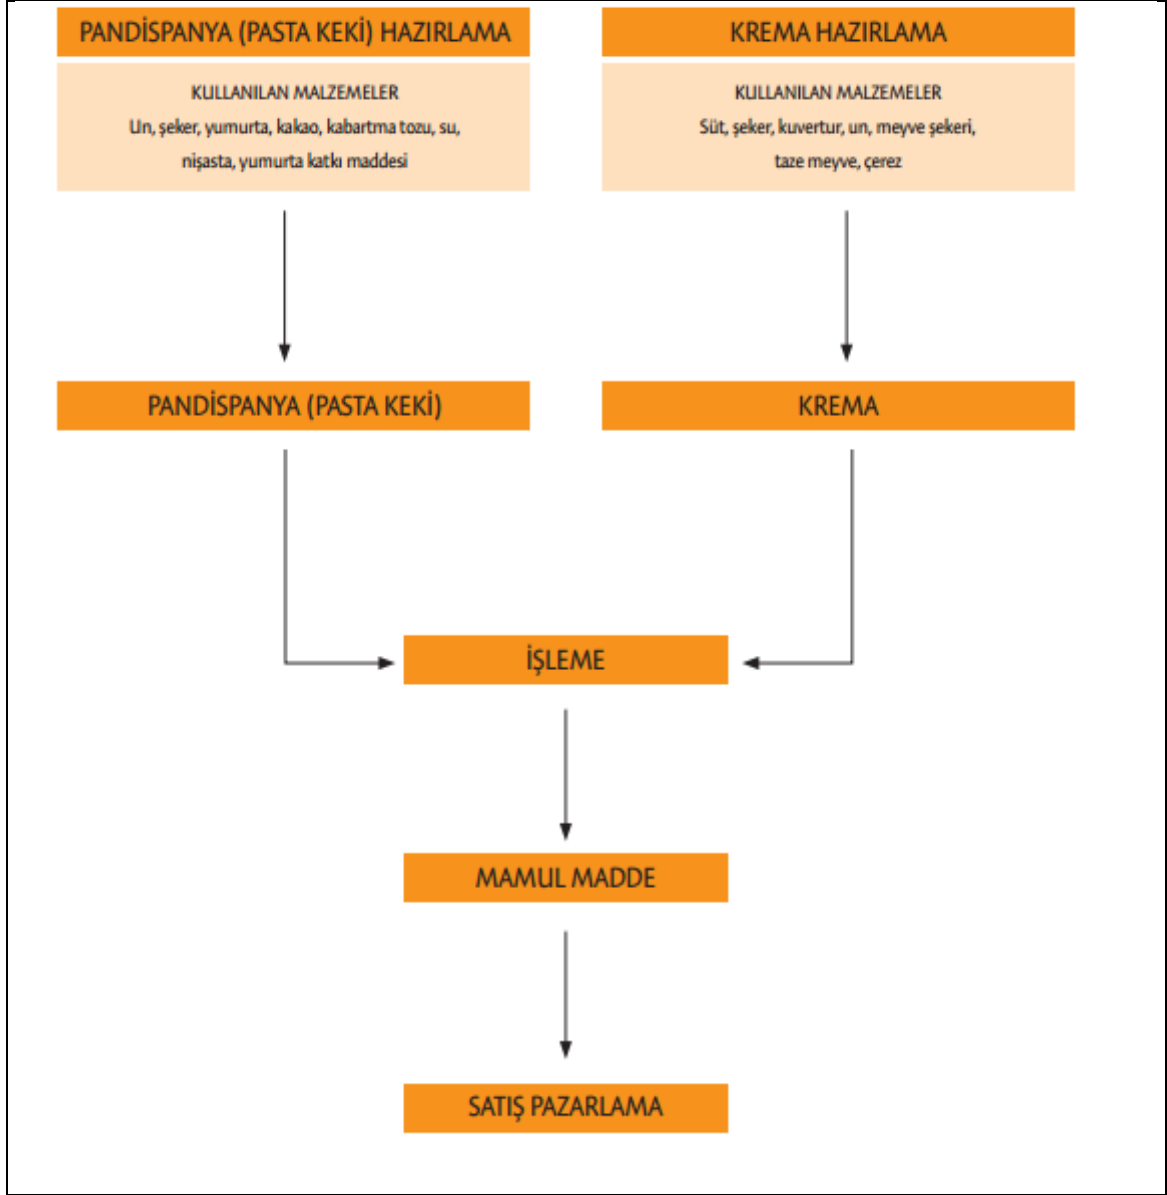 PANDİSPANYA (PASTA KEKİ) HAZIRLAMA
KULLANILAN MALZEMELER
Un, şeker, yumurta, kakao, kabartma tozu, su,
nişasta, yumurta katkı maddesi
KREMA HAZIRLAMA
KULLANILAN MALZEMELER
Süt, şeker, kuvertur, un, meyve şekeri,
taze meyve, çerez
PANDİSPANYA (PASTA KEKİ)
KREMA
İŞLEME
MAMUL MADDE
SATIŞ PAZARLAMA